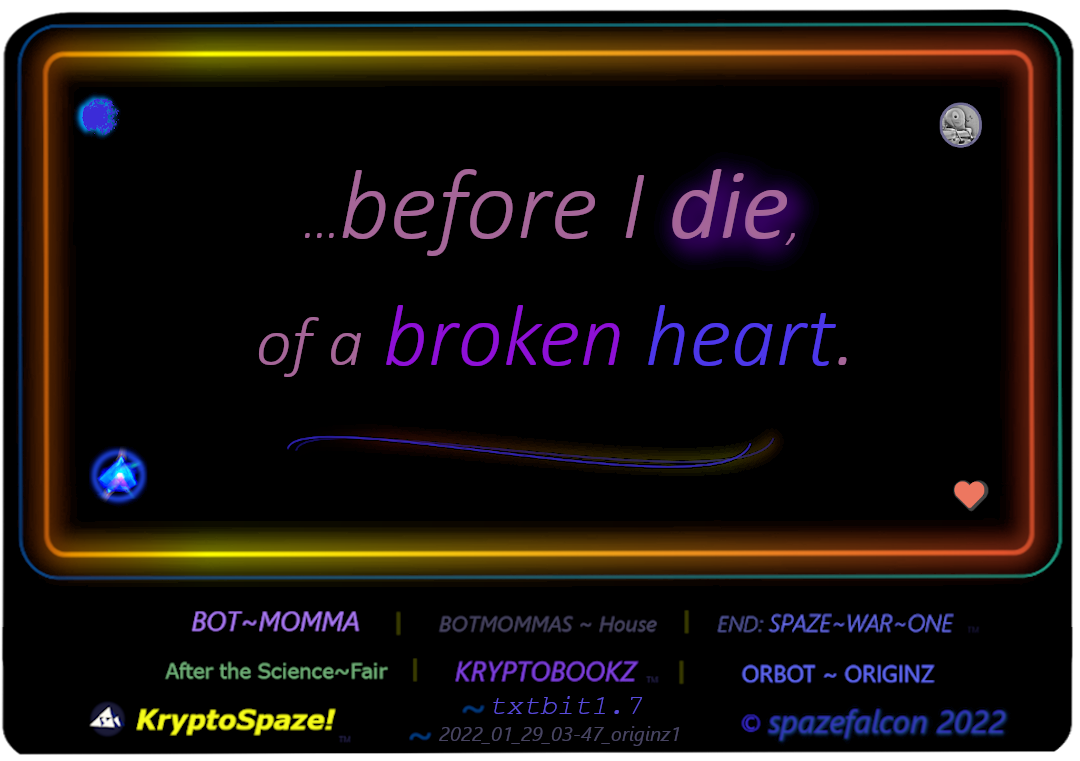 ...before I die,
of a broken heart.
BOT~MOMMA | BOTMOMMAS ~ House | END: SPAZE~WAR~ONE ™
After the Science~Fair | KRYPTOBOOKZ ™ | ORBOT ~ ORIGINZ
KryptoSpaze! ™ ~ txtbit1.7 © spazefalcon 2022
~ 2022_01_29_03-47_originz1